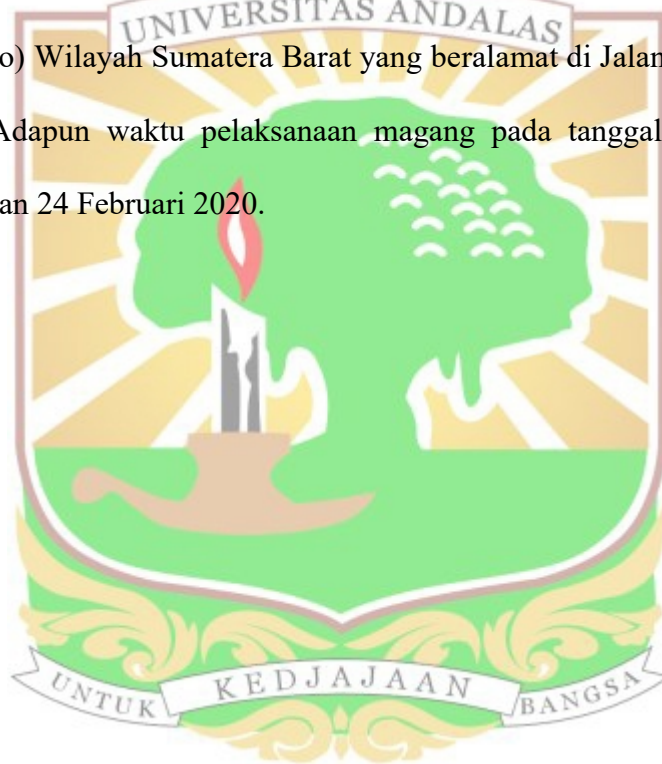 UNIVERSITAS ANDALAS
o) Wilayah Sumatera Barat yang beralamat di Jalan
Adapun waktu pelaksanaan magang pada tanggal
an 24 Februari 2020.
UNTUK KEDJAJAAN BANGSA